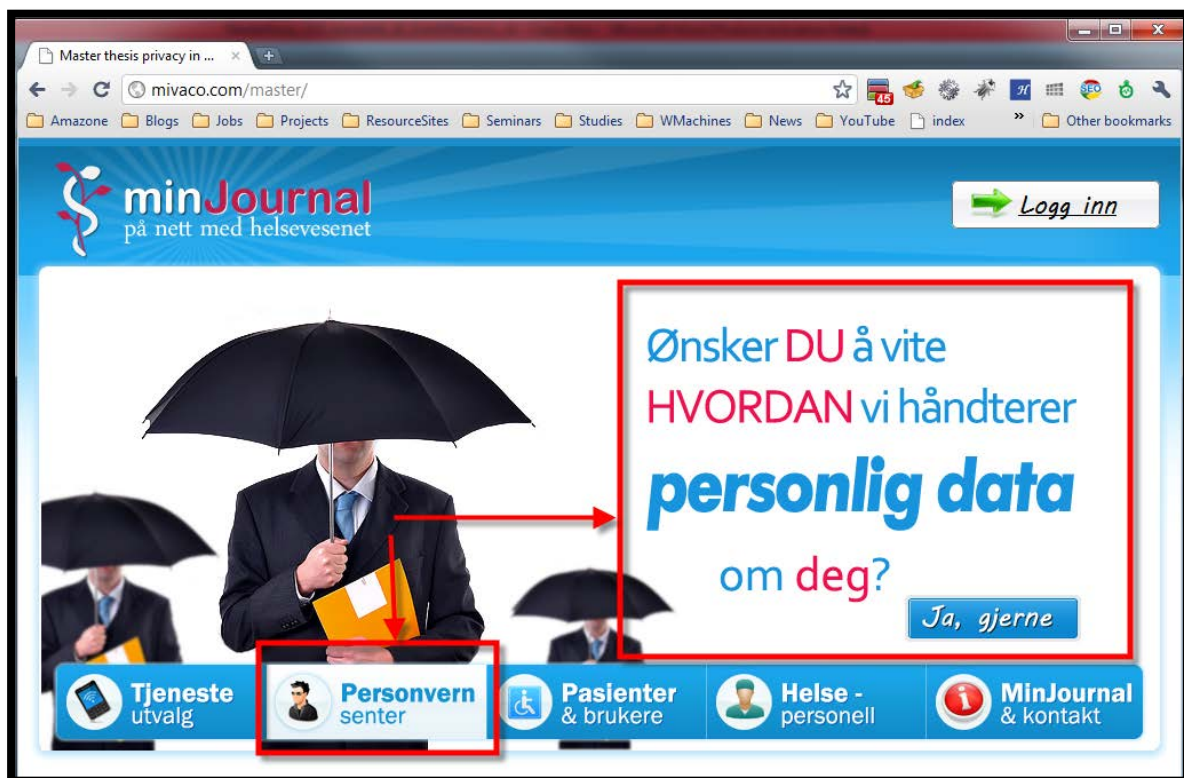 Master thesis privacy in ...
mivaco.com/master/
45
H
SEO
Amazone Blogs Jobs Projects ResourceSites Seminars Studies WMachines News YouTube index » Other bookmarks
minJournal
på nett med helsevesenet
Logg inn
Ønsker DU å vite
HVORDAN vi håndterer
personlig data
om deg?
Ja, gjerne
Tjeneste
utvalg
Personvern
senter
Pasienter
& brukere
Helse -
personell
MinJournal
& kontakt